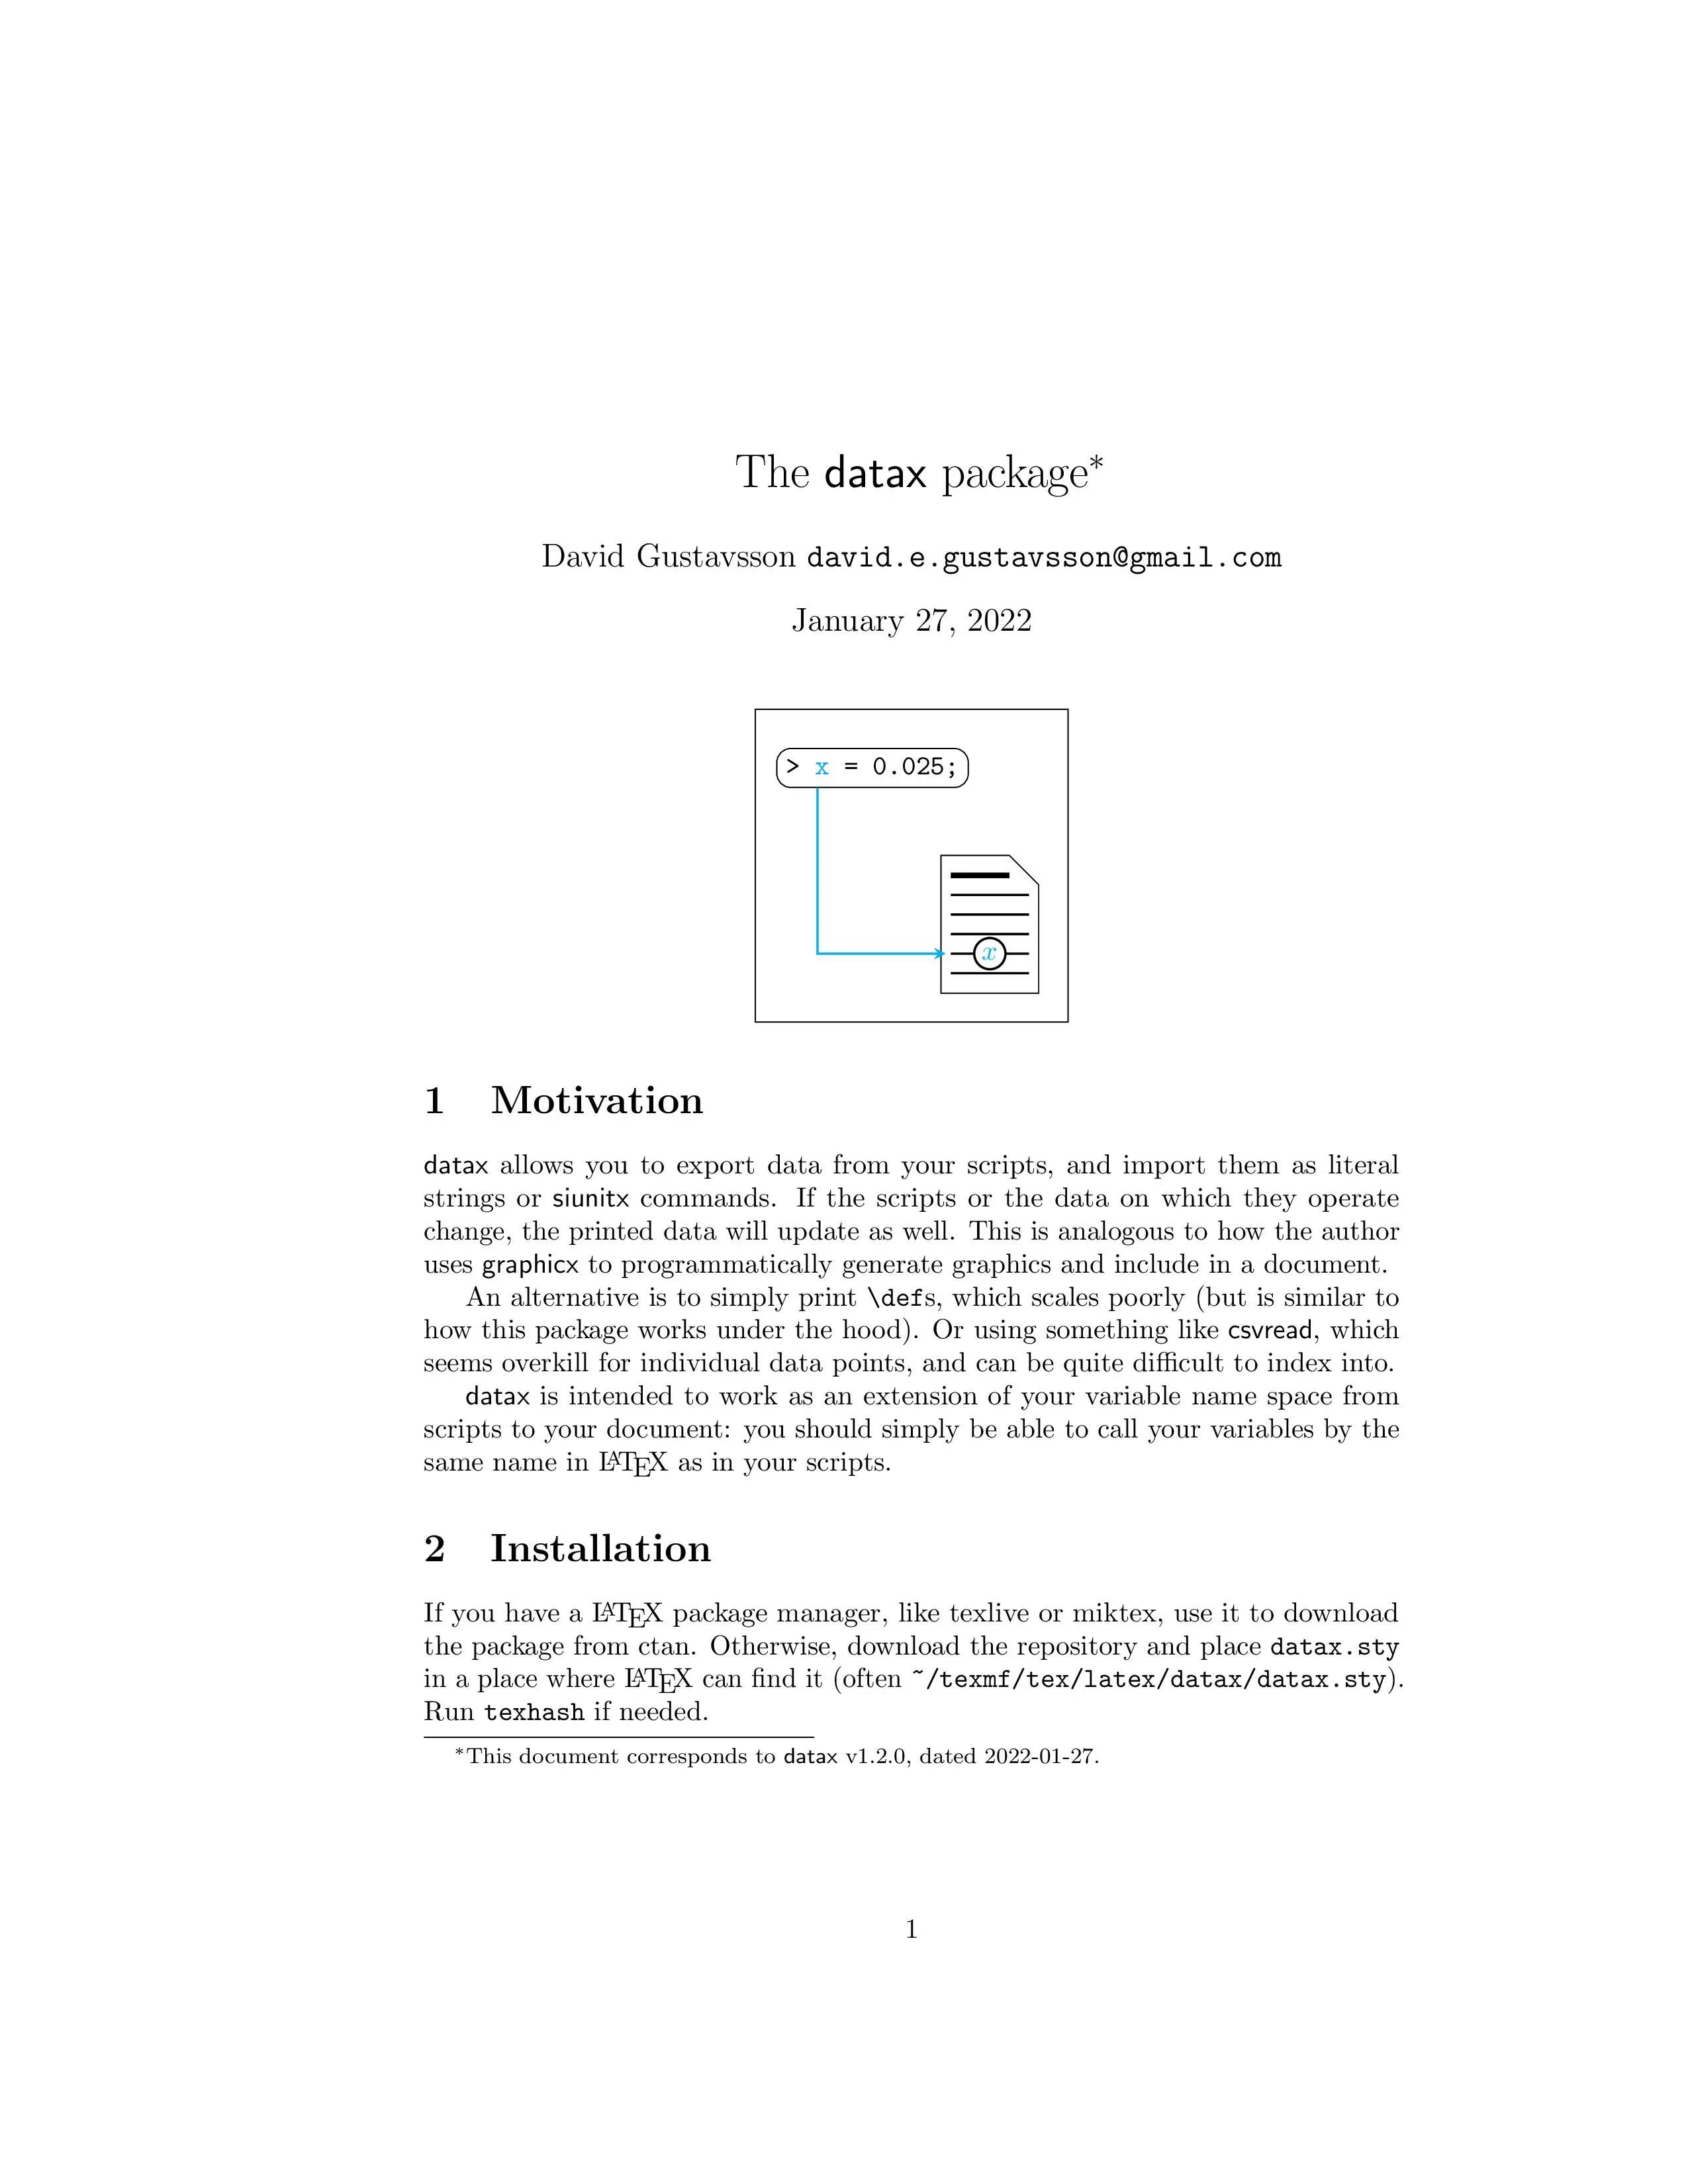 The datax package*
David Gustavsson david.e.gustavsson@gmail.com
January 27, 2022
> x = 0.025;
x
1 Motivation
datax allows you to export data from your scripts, and import them as literal
strings or siunitx commands. If the scripts or the data on which they operate
change, the printed data will update as well. This is analogous to how the author
uses graphicx to programmatically generate graphics and include in a document.
An alternative is to simply print \defs, which scales poorly (but is similar to
how this package works under the hood). Or using something like csvread, which
seems overkill for individual data points, and can be quite difficult to index into.
datax is intended to work as an extension of your variable name space from
scripts to your document: you should simply be able to call your variables by the
same name in LATEX as in your scripts.
2 Installation
If you have a LATEX package manager, like texlive or miktex, use it to download
the package from ctan. Otherwise, download the repository and place datax.sty
in a place where LATEX can find it (often ~/texmf/tex/latex/datax/datax.sty).
Run texhash if needed.
*This document corresponds to datax v1.2.0, dated 2022-01-27.
1